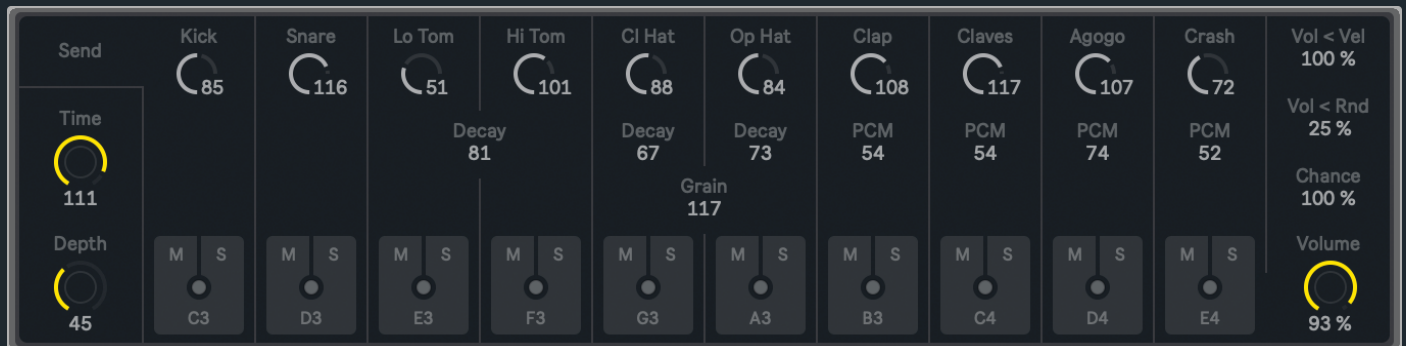 Send
Kick Snare Lo Tom Hi Tom Cl Hat Op Hat Clap Claves Agogo Crash Vol < Vel
85 116 51 101 88 84 108 117 107 72 100 %
Time Decay Decay Decay PCM PCM PCM PCM Vol < Rnd
81 67 73 54 54 74 52 25 %
111 Grain Chance
117 100 %
Depth M S M S M S M S M S M S M S M S M S M S Volume
45 C3 D3 E3 F3 G3 A3 B3 C4 D4 E4 93 %